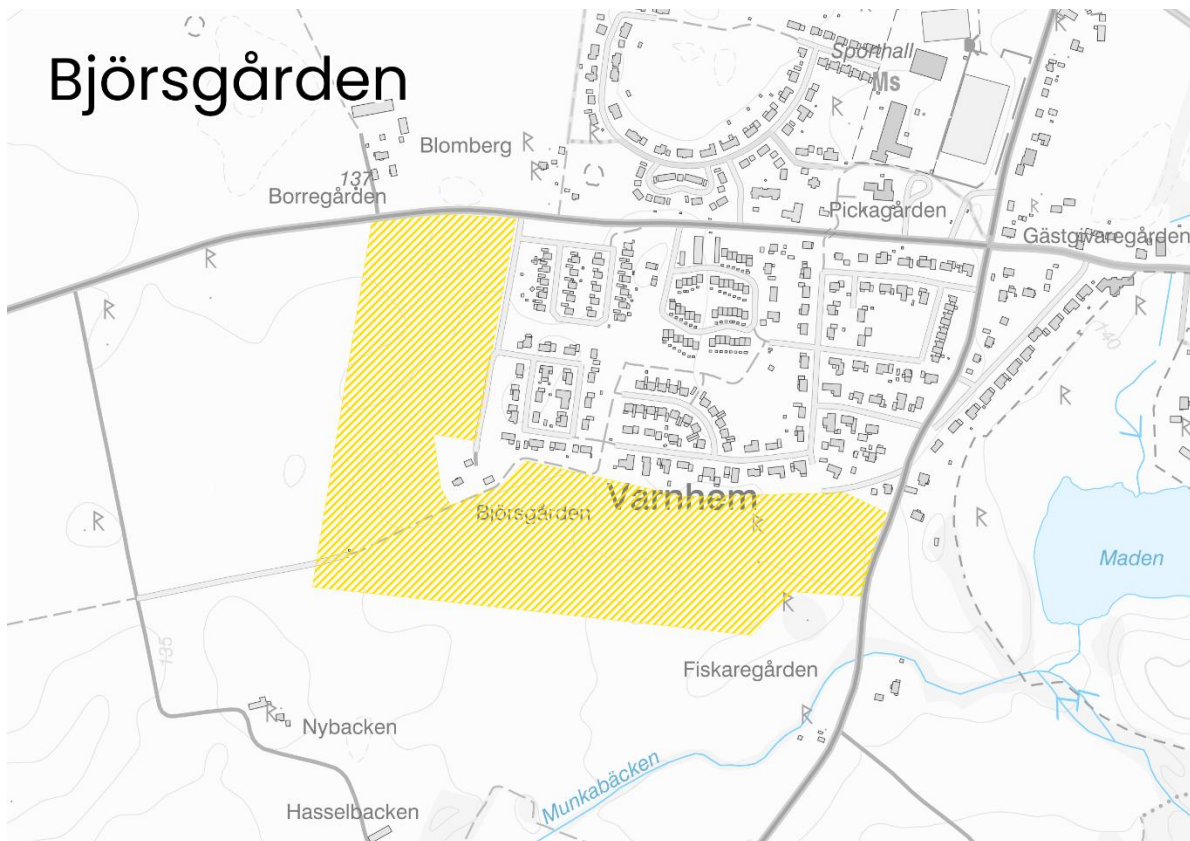 Björsgården
Sporthall
Ms
Blomberg
137
Borregården
Pickagården
Gästgivaregården
140
Varnhem
Björsgården
Maden
135
Fiskaregården
Nybacken
Munkabäcken
Hasselbacken